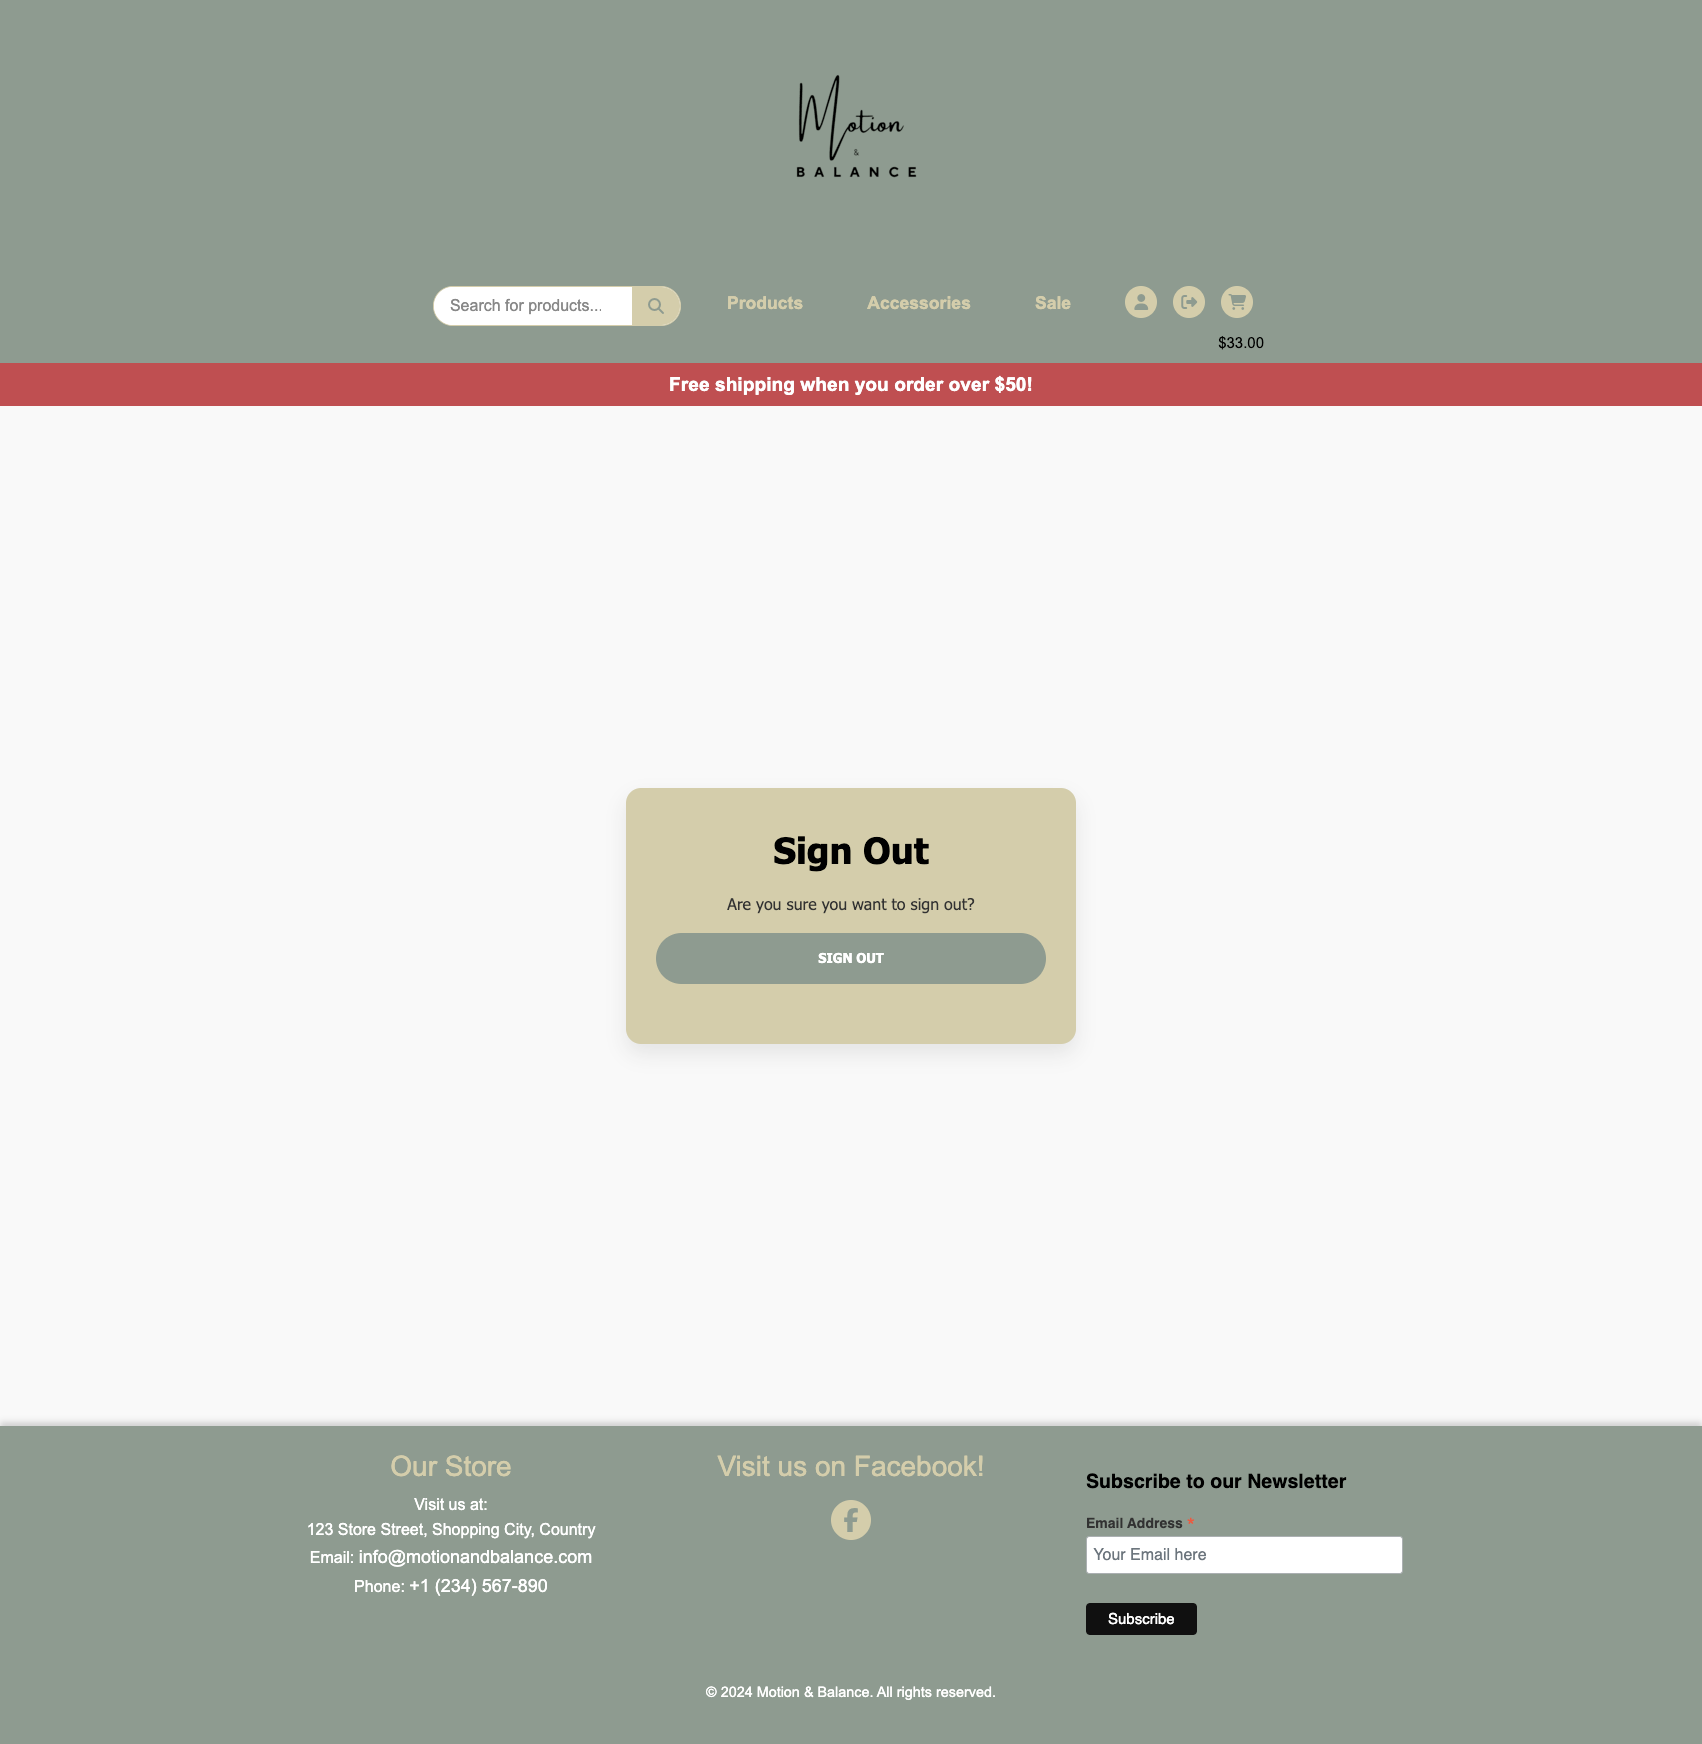 Motion
&
BALANCE
Search for products...
Products
Accessories
Sale
$33.00
Free shipping when you order over $50!
Sign Out
Are you sure you want to sign out?
SIGN OUT
Our Store
Visit us at:
123 Store Street, Shopping City, Country
Email: info@motionandbalance.com
Phone: +1 (234) 567-890
Visit us on Facebook!
Subscribe to our Newsletter
Email Address *
Your Email here
Subscribe
© 2024 Motion & Balance. All rights reserved.